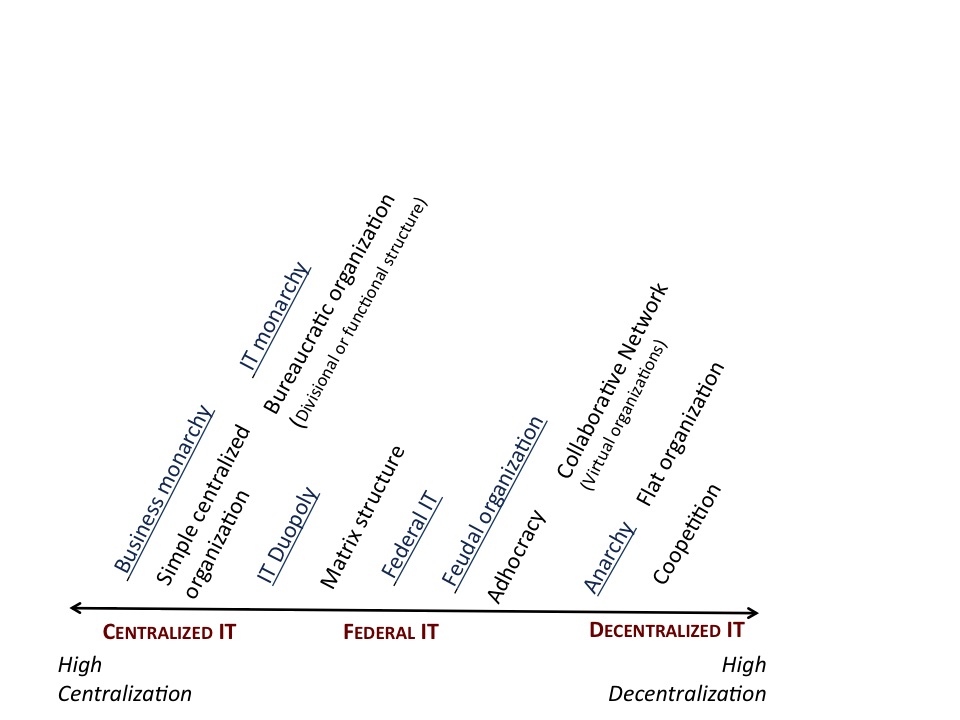 Business monarchy
Simple centralized
organization
IT monarchy
Bureaucratic organization
(Divisional or functional structure)
IT Duopoly
Matrix structure
Federal IT
Feudal organization
Adhocracy
Collaborative Network
(Virtual organizations)
Anarchy
Flat organization
Coopetition
CENTRALIZED IT
FEDERAL IT
DECENTRALIZED IT
High
Centralization
High
Decentralization